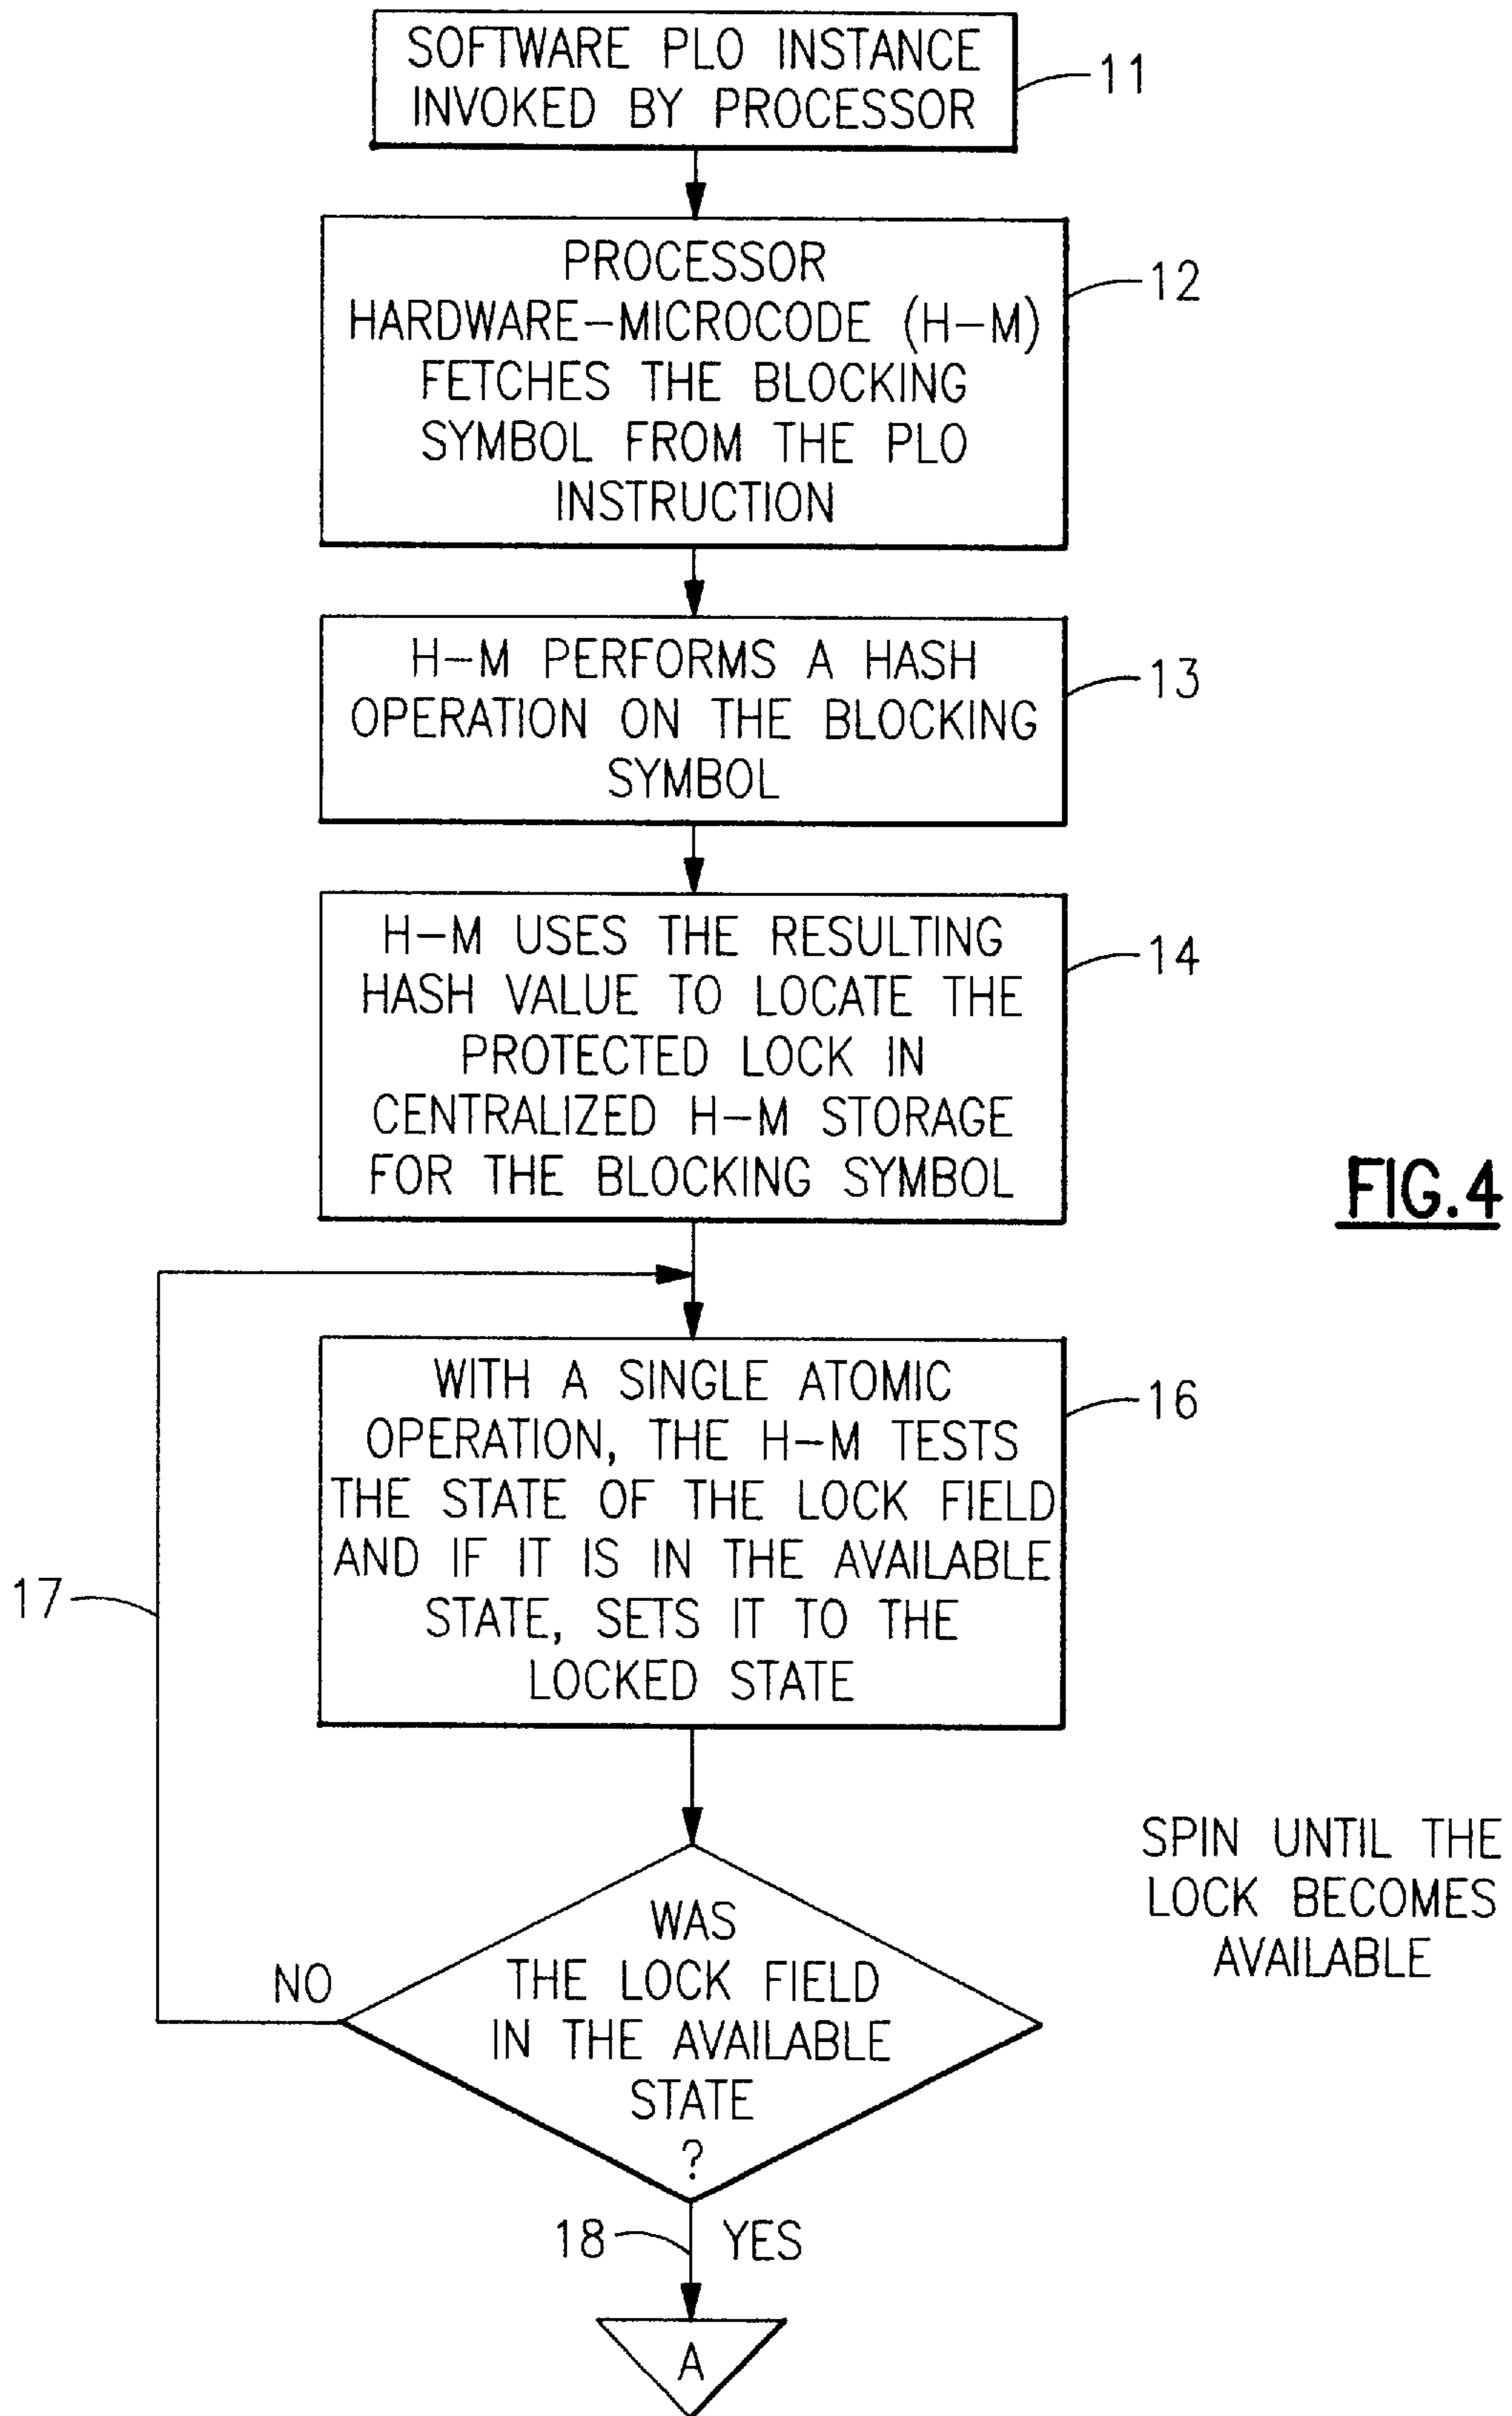 SOFTWARE PLO INSTANCE
INVOKED BY PROCESSOR
11
PROCESSOR
HARDWARE-MICROCODE (H-M)
FETCHES THE BLOCKING
SYMBOL FROM THE PLO
INSTRUCTION
12
H-M PERFORMS A HASH
OPERATION ON THE BLOCKING
SYMBOL
13
H-M USES THE RESULTING
HASH VALUE TO LOCATE THE
PROTECTED LOCK IN
CENTRALIZED H-M STORAGE
FOR THE BLOCKING SYMBOL
14
FIG.4
WITH A SINGLE ATOMIC
OPERATION, THE H-M TESTS
THE STATE OF THE LOCK FIELD
AND IF IT IS IN THE AVAILABLE
STATE, SETS IT TO THE
LOCKED STATE
16
17
SPIN UNTIL THE
LOCK BECOMES
AVAILABLE
WAS
THE LOCK FIELD
IN THE AVAILABLE
STATE
?
NO
18
YES
A